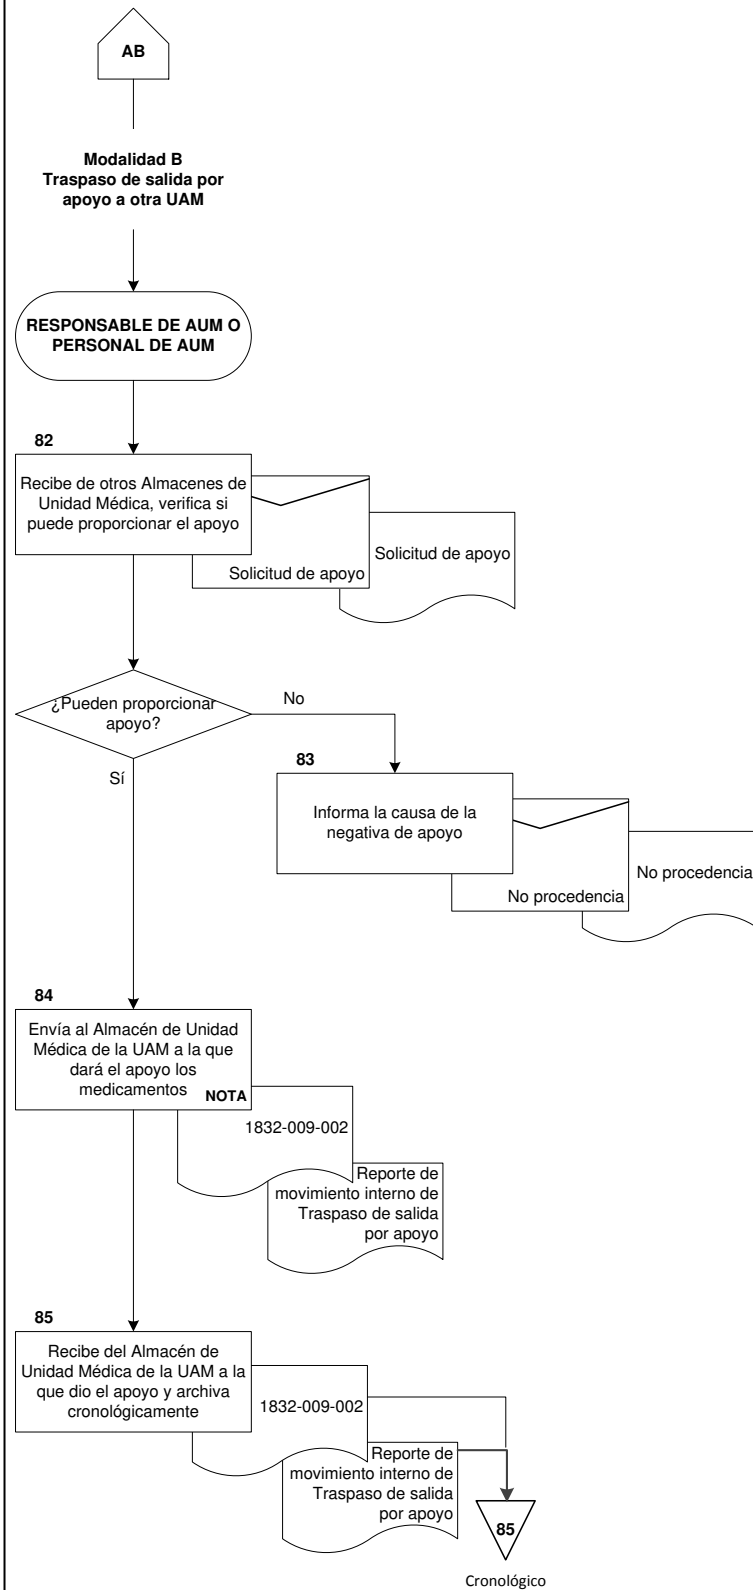 AB
Modalidad B
Traspaso de salida por
apoyo a otra UAM
RESPONSABLE DE AUM O
PERSONAL DE AUM
82
Recibe de otros Almacenes de
Unidad Médica, verifica si
puede proporcionar el apoyo
Solicitud de apoyo
Solicitud de apoyo
¿Pueden proporcionar
apoyo?
No
Sí
83
Informa la causa de la
negativa de apoyo
No procedencia
No procedencia
84
Envía al Almacén de Unidad
Médica de la UAM a la que
dará el apoyo los
medicamentos
NOTA
1832-009-002
Reporte de
movimiento interno de
Traspaso de salida
por apoyo
85
Recibe del Almacén de
Unidad Médica de la UAM a la
que dio el apoyo y archiva
cronológicamente
1832-009-002
Reporte de
movimiento interno de
Traspaso de salida
por apoyo
85
Cronológico